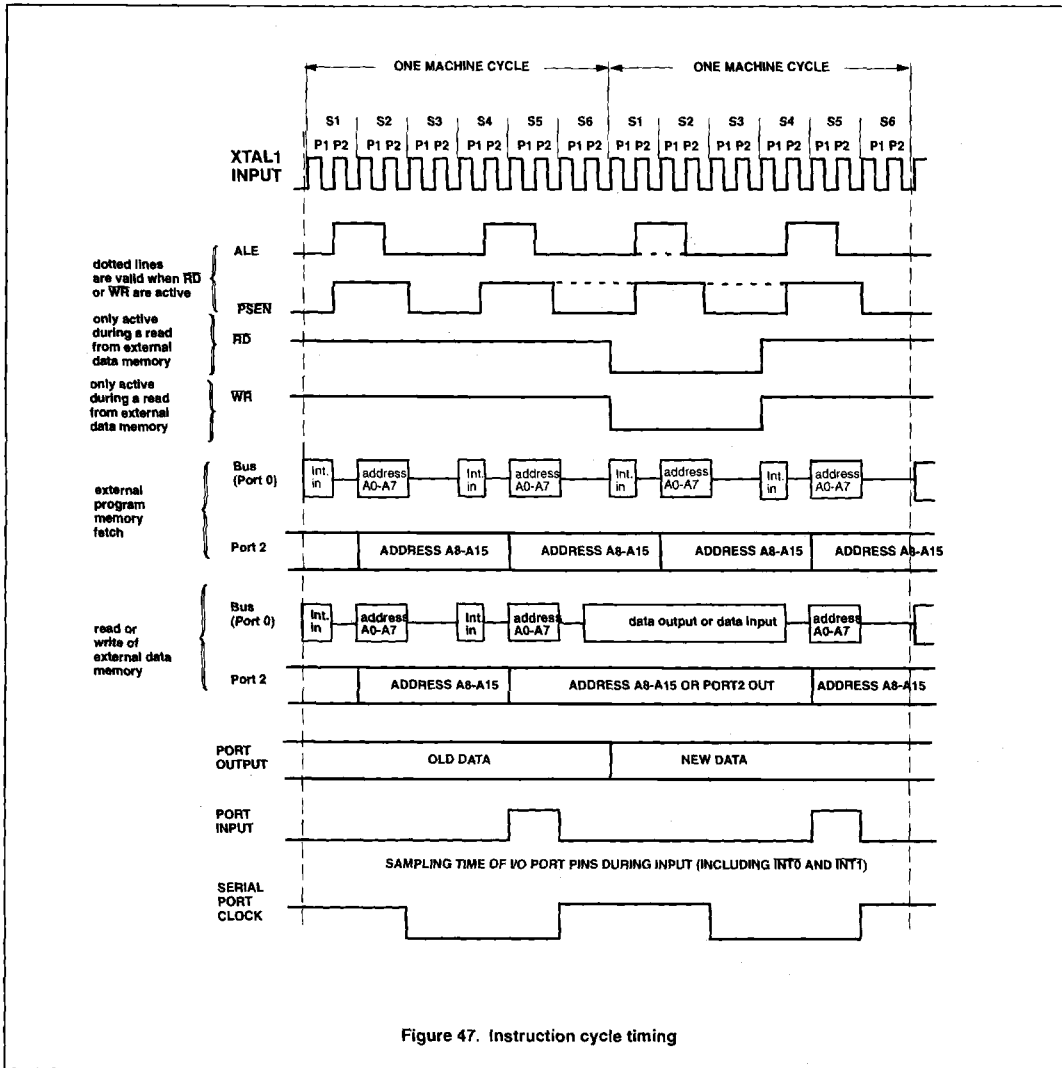 ONE MACHINE CYCLE ONE MACHINE CYCLE
S1 S2 S3 S4 S5 S6 S1 S2 S3 S4 S5 S6
P1 P2 P1 P2 P1 P2 P1 P2 P1 P2 P1 P2 P1 P2 P1 P2 P1 P2 P1 P2 P1 P2 P1 P2
XTAL1
INPUT
ALE
dotted lines
are valid when R̅D̅
or W̅R̅ are active
P̅S̅E̅N̅
only active
during a read
from external
data memory
R̅D̅
only active
during a read
from external
data memory
W̅R̅
external
program
memory
fetch
Bus
(Port 0)
Int. in address A0-A7 Int. in address A0-A7 Int. in address A0-A7 Int. in address A0-A7
Port 2
ADDRESS A8-A15 ADDRESS A8-A15 ADDRESS A8-A15 ADDRESS A8-A15
read or
write of
external data
memory
Bus
(Port 0)
Int. in address A0-A7 Int. in address A0-A7 data output or data input address A0-A7
Port 2
ADDRESS A8-A15 ADDRESS A8-A15 OR PORT2 OUT ADDRESS A8-A15
PORT
OUTPUT
OLD DATA NEW DATA
PORT
INPUT
SAMPLING TIME OF I/O PORT PINS DURING INPUT (INCLUDING I̅N̅T̅0̅ AND I̅N̅T̅1̅)
SERIAL
PORT
CLOCK
Figure 47. Instruction cycle timing